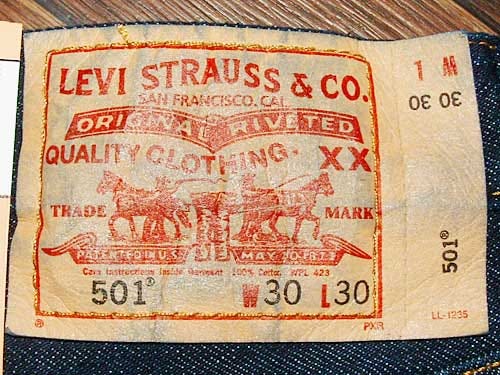 LEVI STRAUSS & CO.
SAN FRANCISCO, CAL.
ORIGINAL RIVETED
QUALITY CLOTHING. XX
TRADE MARK
PATENTED IN U.S. MAY 20 1873
Care Instructions Inside Garment 100% Cotton WPL 423
501® W30 L30
® PXR
1 M
30 30
501®
LL-1235